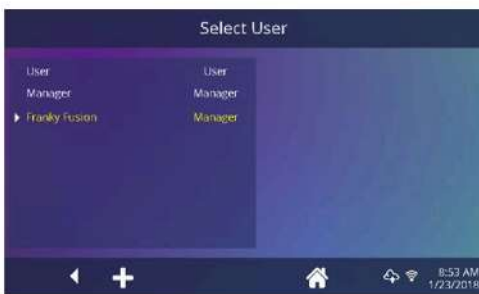 Select User
User User
Manager Manager
Franky Fusion Manager
8:53 AM
1/23/2018